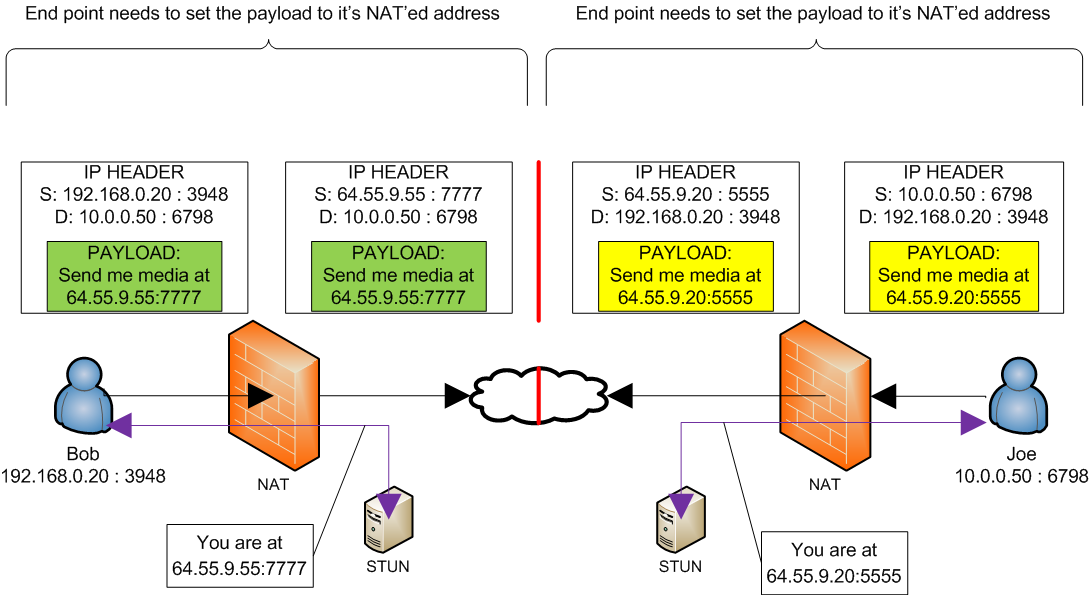 End point needs to set the payload to it's NAT'ed address
End point needs to set the payload to it's NAT'ed address
IP HEADER
S: 192.168.0.20 : 3948
D: 10.0.0.50 : 6798
PAYLOAD:
Send me media at
64.55.9.55:7777
IP HEADER
S: 64.55.9.55 : 7777
D: 10.0.0.50 : 6798
PAYLOAD:
Send me media at
64.55.9.55:7777
IP HEADER
S: 64.55.9.20 : 5555
D: 192.168.0.20 : 3948
PAYLOAD:
Send me media at
64.55.9.20:5555
IP HEADER
S: 10.0.0.50 : 6798
D: 192.168.0.20 : 3948
PAYLOAD:
Send me media at
64.55.9.20:5555
Bob
192.168.0.20 : 3948
NAT
NAT
Joe
10.0.0.50 : 6798
You are at
64.55.9.55:7777
STUN
STUN
You are at
64.55.9.20:5555